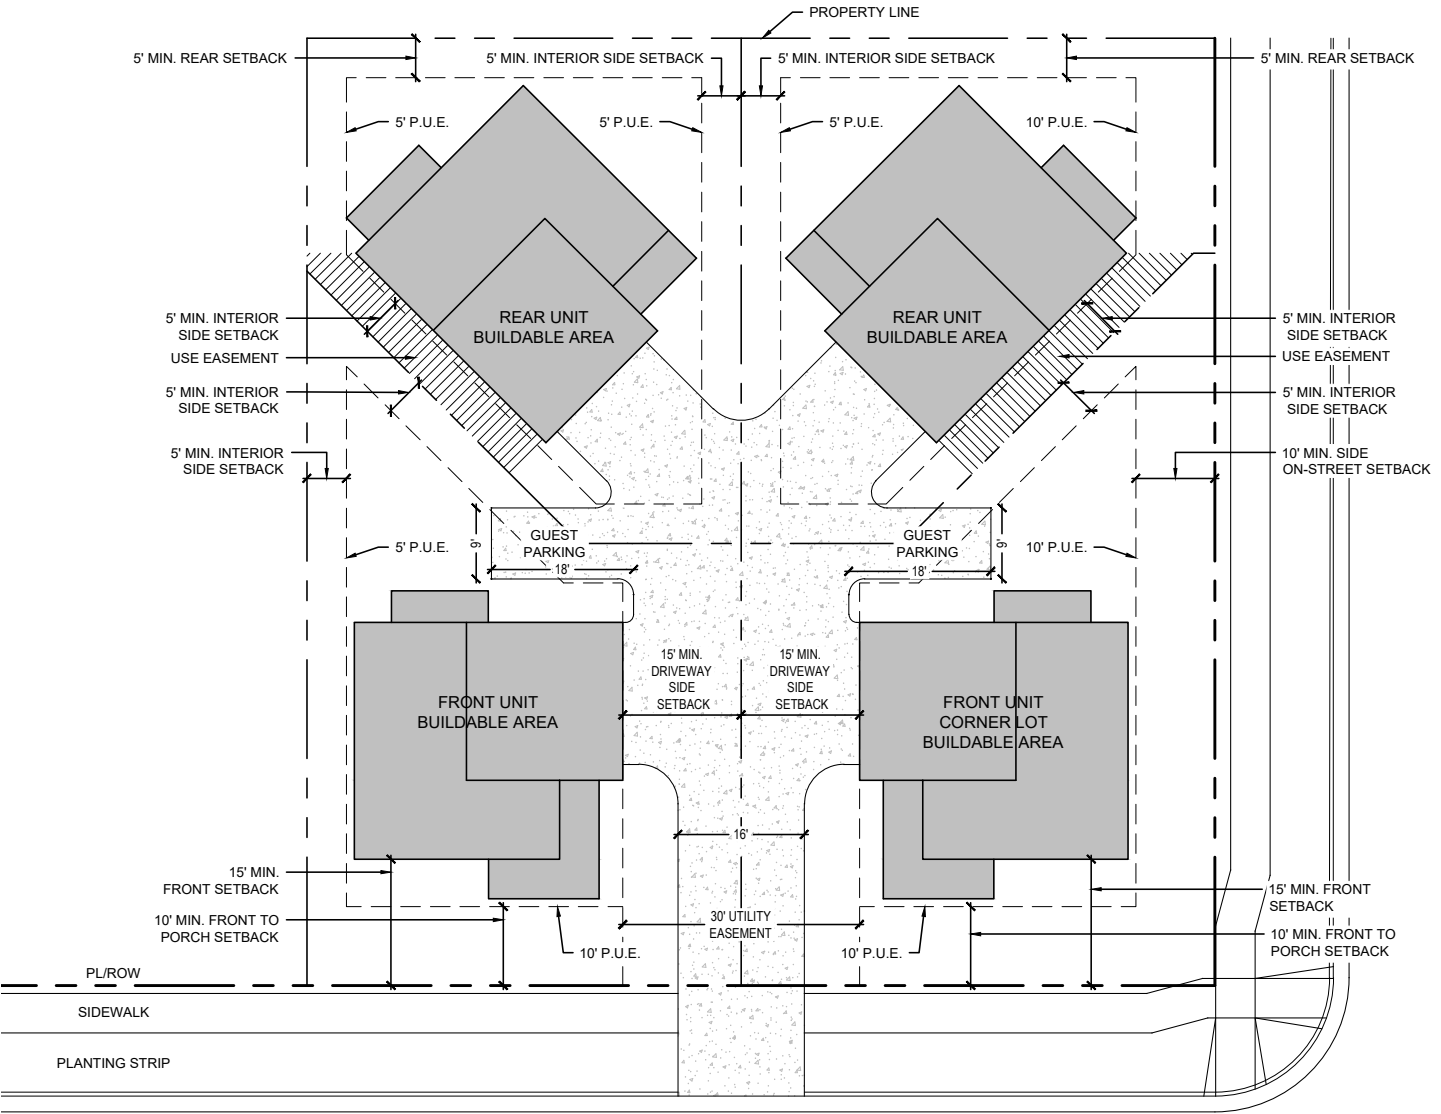 PROPERTY LINE
5' MIN. REAR SETBACK
5' MIN. INTERIOR SIDE SETBACK
5' MIN. INTERIOR SIDE SETBACK
5' MIN. REAR SETBACK
5' P.U.E.
5' P.U.E.
5' P.U.E.
10' P.U.E.
REAR UNIT
BUILDABLE AREA
REAR UNIT
BUILDABLE AREA
5' MIN. INTERIOR
SIDE SETBACK
USE EASEMENT
5' MIN. INTERIOR
SIDE SETBACK
5' MIN. INTERIOR
SIDE SETBACK
5' MIN. INTERIOR
SIDE SETBACK
USE EASEMENT
5' MIN. INTERIOR
SIDE SETBACK
10' MIN. SIDE
ON-STREET SETBACK
5' P.U.E.
9'
GUEST
PARKING
18'
GUEST
PARKING
18'
9'
10' P.U.E.
15' MIN.
DRIVEWAY
SIDE
SETBACK
15' MIN.
DRIVEWAY
SIDE
SETBACK
FRONT UNIT
BUILDABLE AREA
FRONT UNIT
CORNER LOT
BUILDABLE AREA
16'
15' MIN.
FRONT SETBACK
10' MIN. FRONT TO
PORCH SETBACK
30' UTILITY
EASEMENT
15' MIN. FRONT
SETBACK
10' MIN. FRONT TO
PORCH SETBACK
10' P.U.E.
10' P.U.E.
PL/ROW
SIDEWALK
PLANTING STRIP